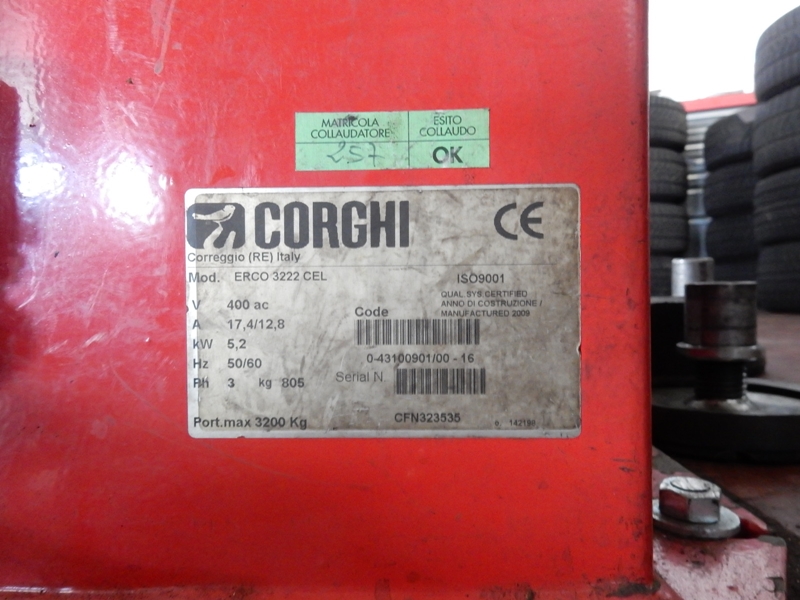 MATRICOLA COLLAUDATORE
257
ESITO COLLAUDO
OK
CORGHI CE
Correggio (RE) Italy
Mod. ERCO 3222 CEL
ISO9001
QUAL.SYS.CERTIFIED
ANNO DI COSTRUZIONE /
MANUFACTURED 2009
V 400 ac
A 17,4/12,8
kW 5,2
Hz 50/60
PH 3 kg 805
Port.max 3200 Kg
Code
0-43100901/00 - 16
Serial N
CFN323535